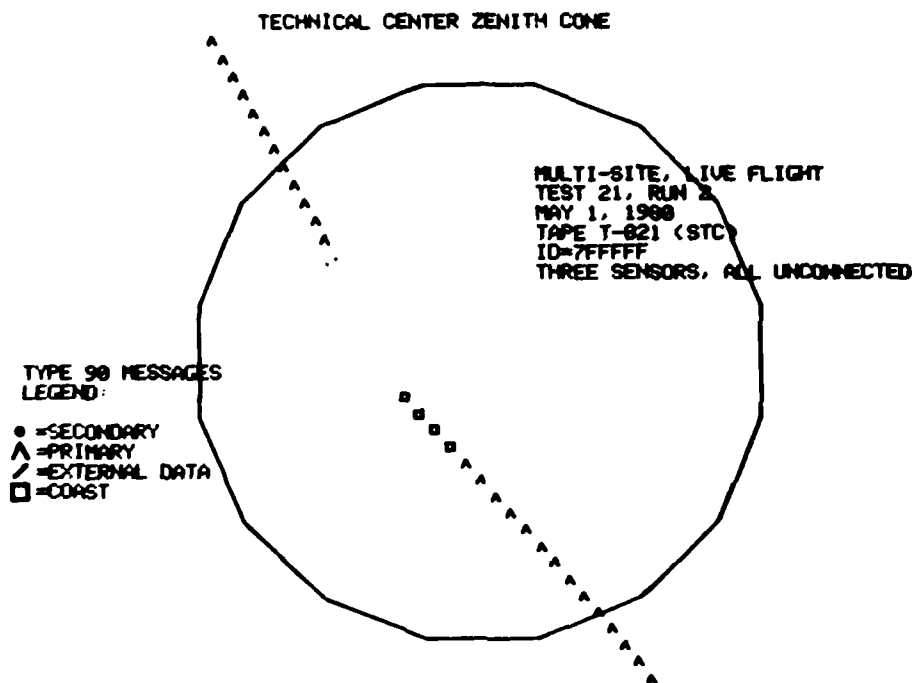 TECHNICAL CENTER ZENITH CONE
MULTI-SITE, LIVE FLIGHT
TEST 21, RUN 2
MAY 1, 1980
TAPE T-821 (STC)
ID=7FFFFF
THREE SENSORS, ALL UNCONNECTED
TYPE 90 MESSAGES
LEGEND:
● =SECONDARY
∧ =PRIMARY
/ =EXTERNAL DATA
□ =COAST